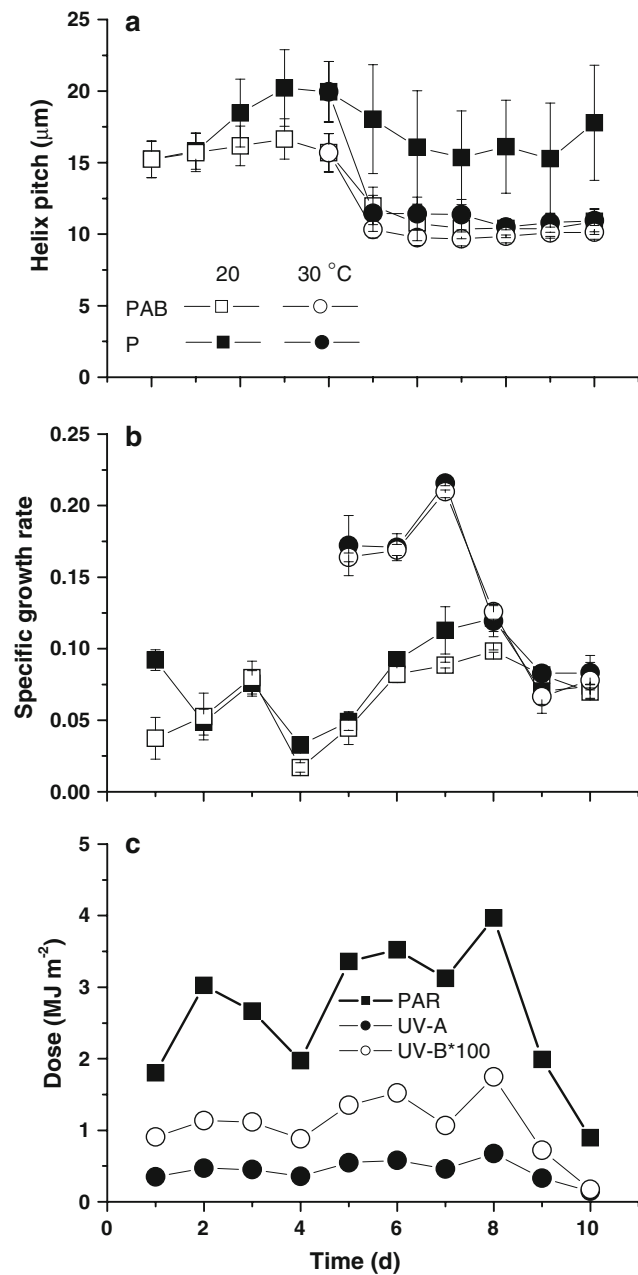 a
25
20
15
10
5
0
Helix pitch (μm)
20 30 °C
PAB
P
b
0.25
0.20
0.15
0.10
0.05
0.00
Specific growth rate
c
5
4
3
2
1
0
Dose (MJ m⁻²)
PAR
UV-A
UV-B*100
0 2 4 6 8 10
Time (d)